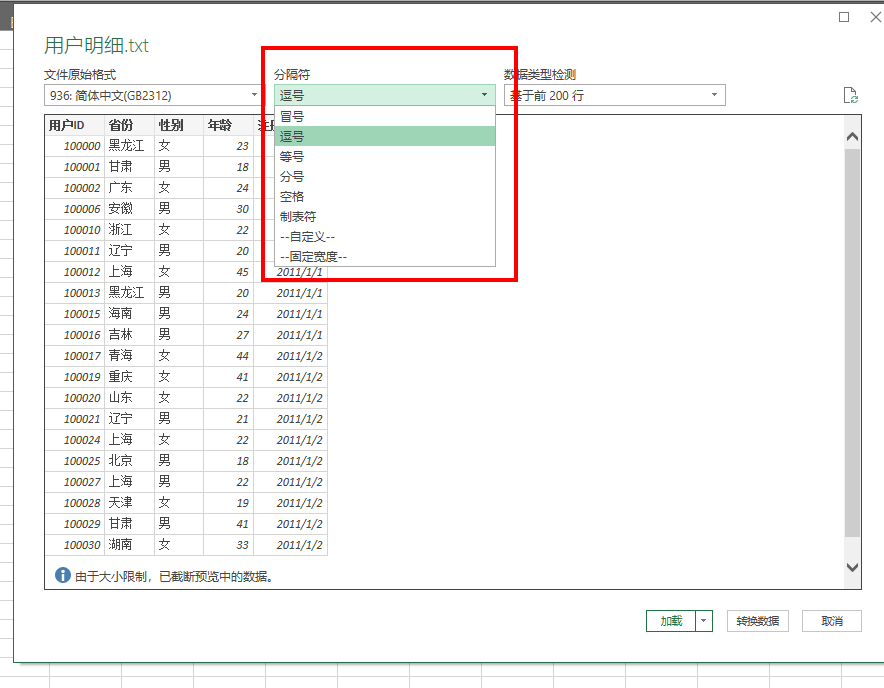 用户明细.txt
文件原始格式 分隔符 数据类型检测
936: 简体中文(GB2312) 逗号 基于前 200 行
用户ID 省份 性别 年龄
冒号
100000 黑龙江 女 23
逗号
100001 甘肃 男 18
等号
100002 广东 女 24
分号
100006 安徽 男 30
空格
100010 浙江 女 22
制表符
100011 辽宁 男 20
--自定义--
--固定宽度--
100012 上海 女 45 2011/1/1
100013 黑龙江 男 20 2011/1/1
100015 海南 男 24 2011/1/1
100016 吉林 男 27 2011/1/1
100017 青海 女 44 2011/1/2
100019 重庆 女 41 2011/1/2
100020 山东 女 22 2011/1/2
100021 辽宁 男 21 2011/1/2
100024 上海 女 22 2011/1/2
100025 北京 男 18 2011/1/2
100027 上海 男 22 2011/1/2
100028 天津 女 19 2011/1/2
100029 甘肃 男 41 2011/1/2
100030 湖南 女 33 2011/1/2
由于大小限制，已截断预览中的数据。
加载 转换数据 取消